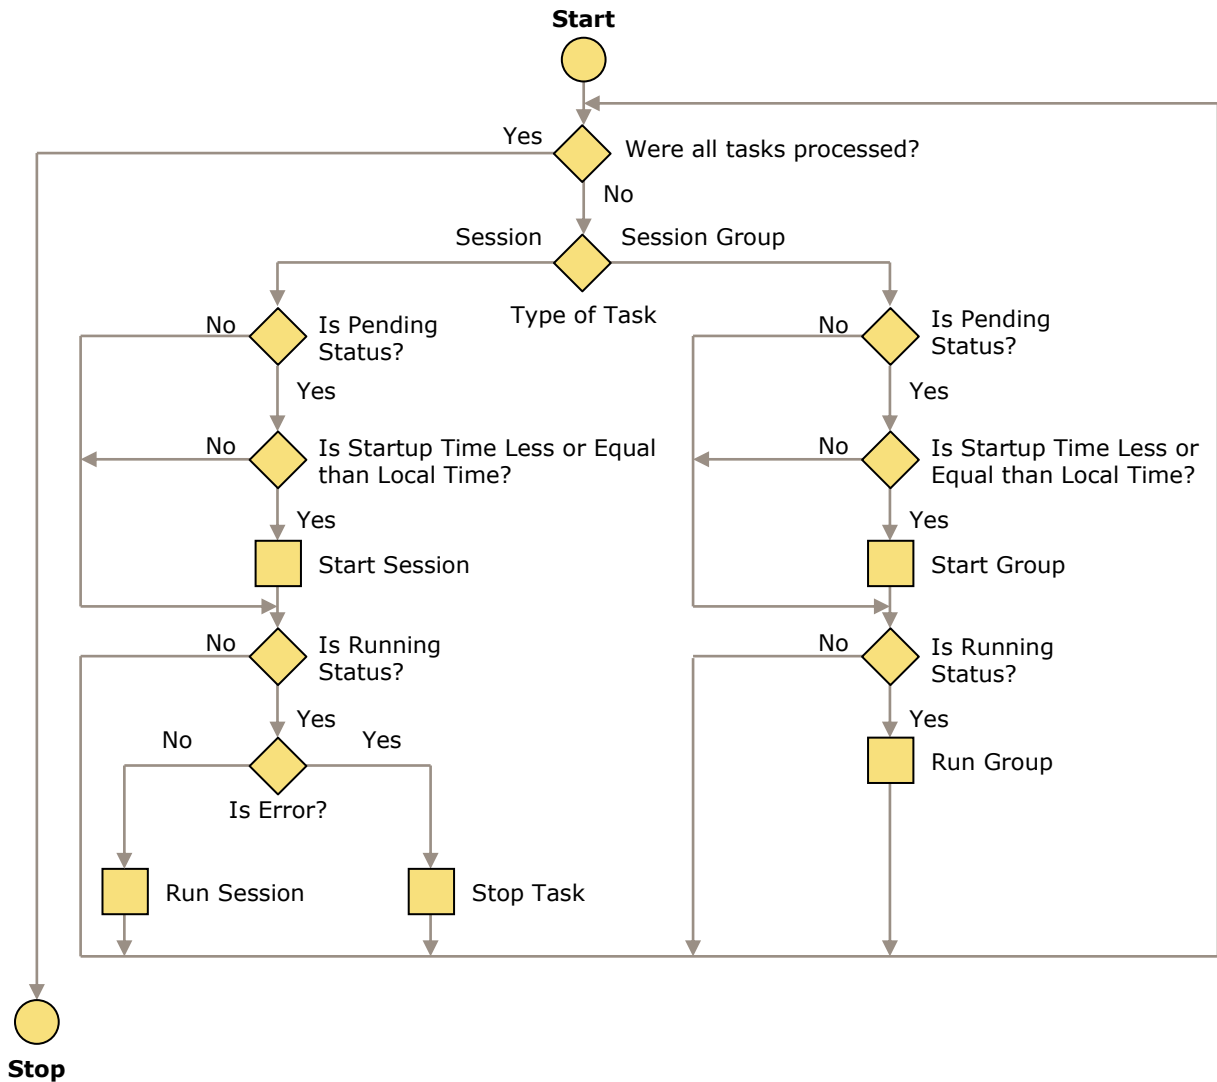 Start
Yes
Were all tasks processed?
No
Session
Session Group
Type of Task
No
Is Pending
Status?
Yes
No
Is Startup Time Less or Equal
than Local Time?
Yes
Start Session
No
Is Running
Status?
Yes
No
Yes
Is Error?
Run Session
Stop Task
No
Is Pending
Status?
Yes
No
Is Startup Time Less or
Equal than Local Time?
Yes
Start Group
No
Is Running
Status?
Yes
Run Group
Stop